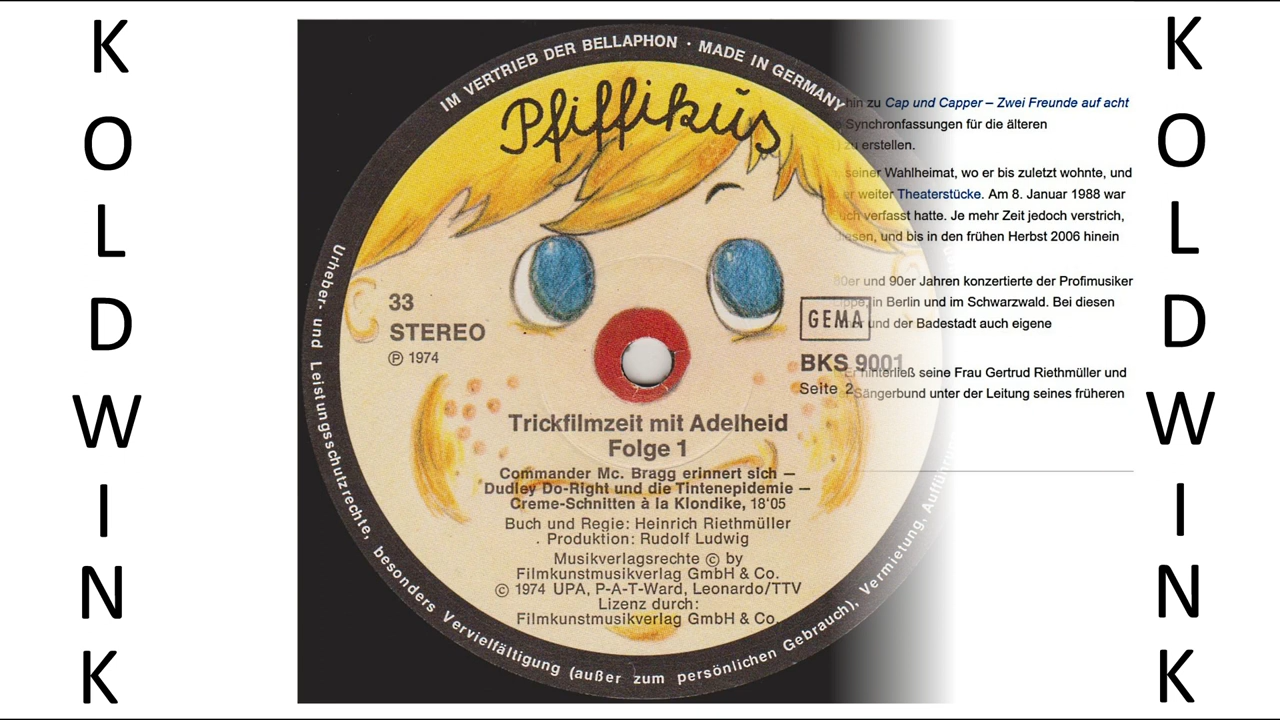 KOLDWINK
IM VERTRIEB DER BELLAPHON · MADE IN GERMANY
Pfiffikus
33
STEREO
Ⓟ 1974
GEMA
BKS 9001
Seite 2
Trickfilmzeit mit Adelheid
Folge 1
Commander Mc. Bragg erinnert sich —
Dudley Do-Right und die Tintenepidemie —
Creme-Schnitten à la Klondike, 18'05
Buch und Regie: Heinrich Riethmüller
Produktion: Rudolf Ludwig
Musikverlagsrechte © by
Filmkunstmusikverlag GmbH & Co.
© 1974 UPA, P-A-T-Ward, Leonardo/TTV
Lizenz durch:
Filmkunstmusikverlag GmbH & Co.
Urheber- und Leistungsschutzrechte, besonders Vervielfältigung (außer zum persönlichen Gebrauch), Vermietung,
hin zu Cap und Capper – Zwei Freunde auf acht
Synchronfassungen für die älteren
zu erstellen.
seiner Wahlheimat, wo er bis zuletzt wohnte, und
er weiter Theaterstücke. Am 8. Januar 1988 war
verfasst hatte. Je mehr Zeit jedoch verstrich,
und bis in den frühen Herbst 2006 hinein
und 90er Jahren konzertierte der Profimusiker
in Berlin und im Schwarzwald. Bei diesen
und der Badestadt auch eigene
Er hinterließ seine Frau Gertrud Riethmüller und
Sängerbund unter der Leitung seines früheren
KOLDWINK